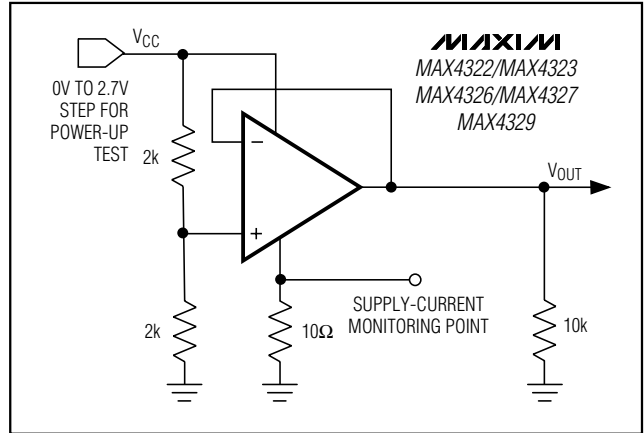 VCC
MAXIM
MAX4322/MAX4323
MAX4326/MAX4327
MAX4329
0V TO 2.7V
STEP FOR
POWER-UP
TEST
2k
−
VOUT
+
SUPPLY-CURRENT
MONITORING POINT
2k
10Ω
10k